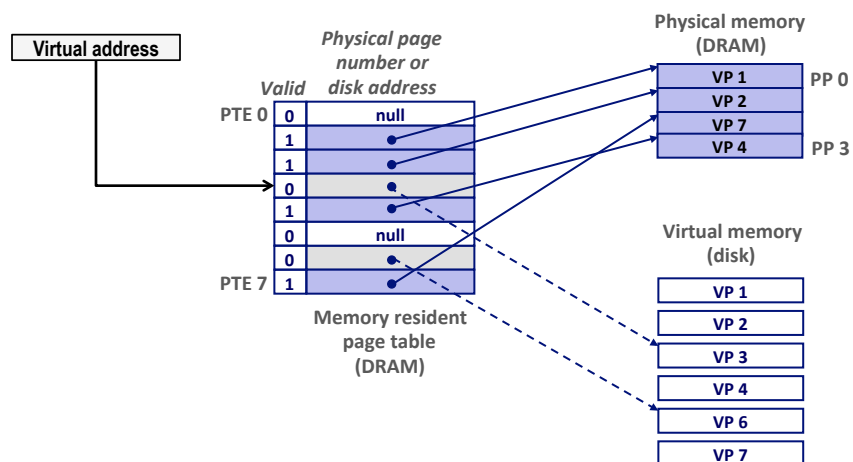 Virtual address
Physical page
number or
disk address
Valid
PTE 0
0
null
1
1
0
1
0
null
0
PTE 7
1
Memory resident
page table
(DRAM)
Physical memory
(DRAM)
VP 1
PP 0
VP 2
VP 7
VP 4
PP 3
Virtual memory
(disk)
VP 1
VP 2
VP 3
VP 4
VP 6
VP 7